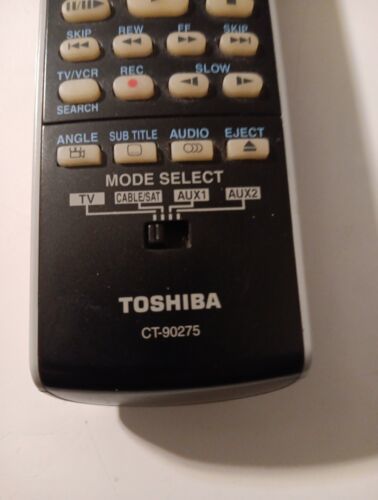 SKIP REW FF SKIP
TV/VCR REC SLOW
SEARCH
ANGLE SUB TITLE AUDIO EJECT
MODE SELECT
TV CABLE/SAT AUX1 AUX2
TOSHIBA
CT-90275